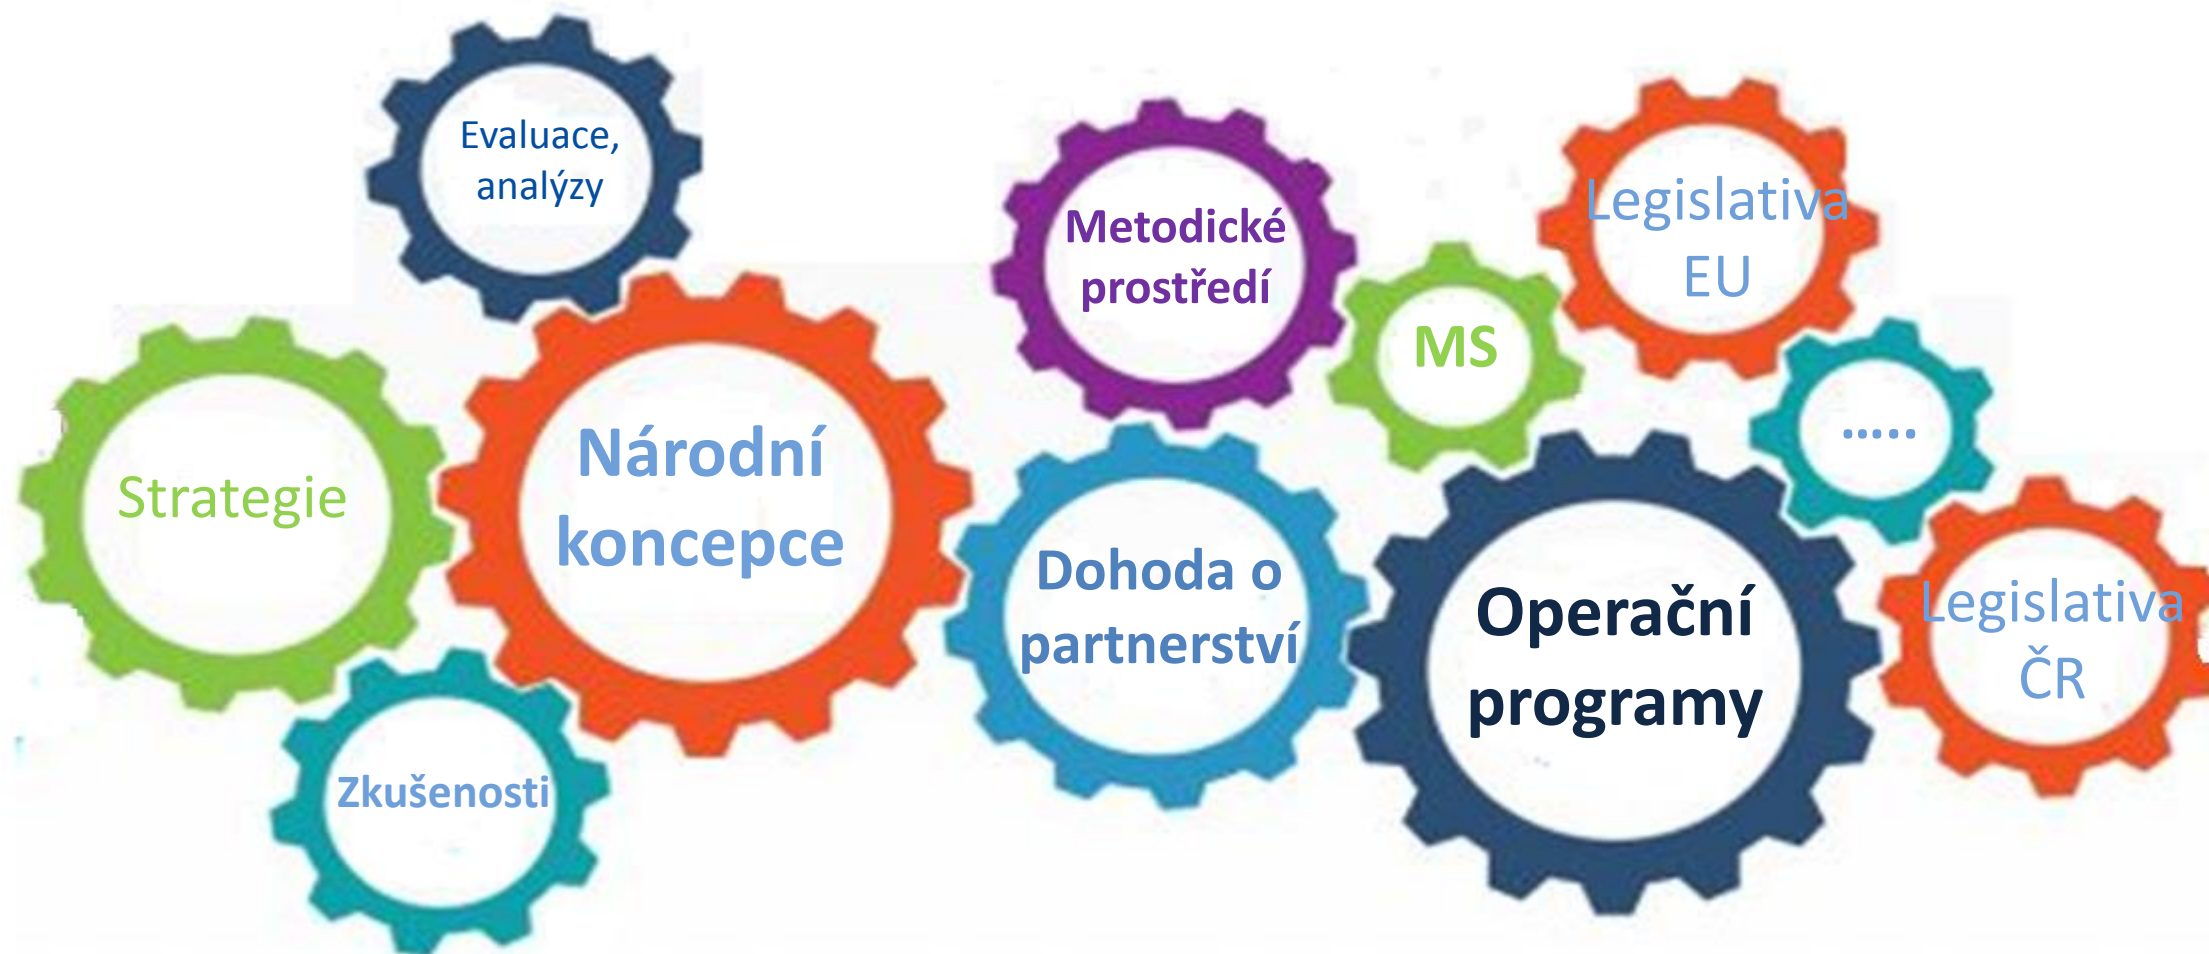 Evaluace,
analýzy
Strategie
Národní
koncepce
Zkušenosti
Metodické
prostředí
Dohoda o
partnerství
MS
Operační
programy
Legislativa
EU
.....
Legislativa
ČR